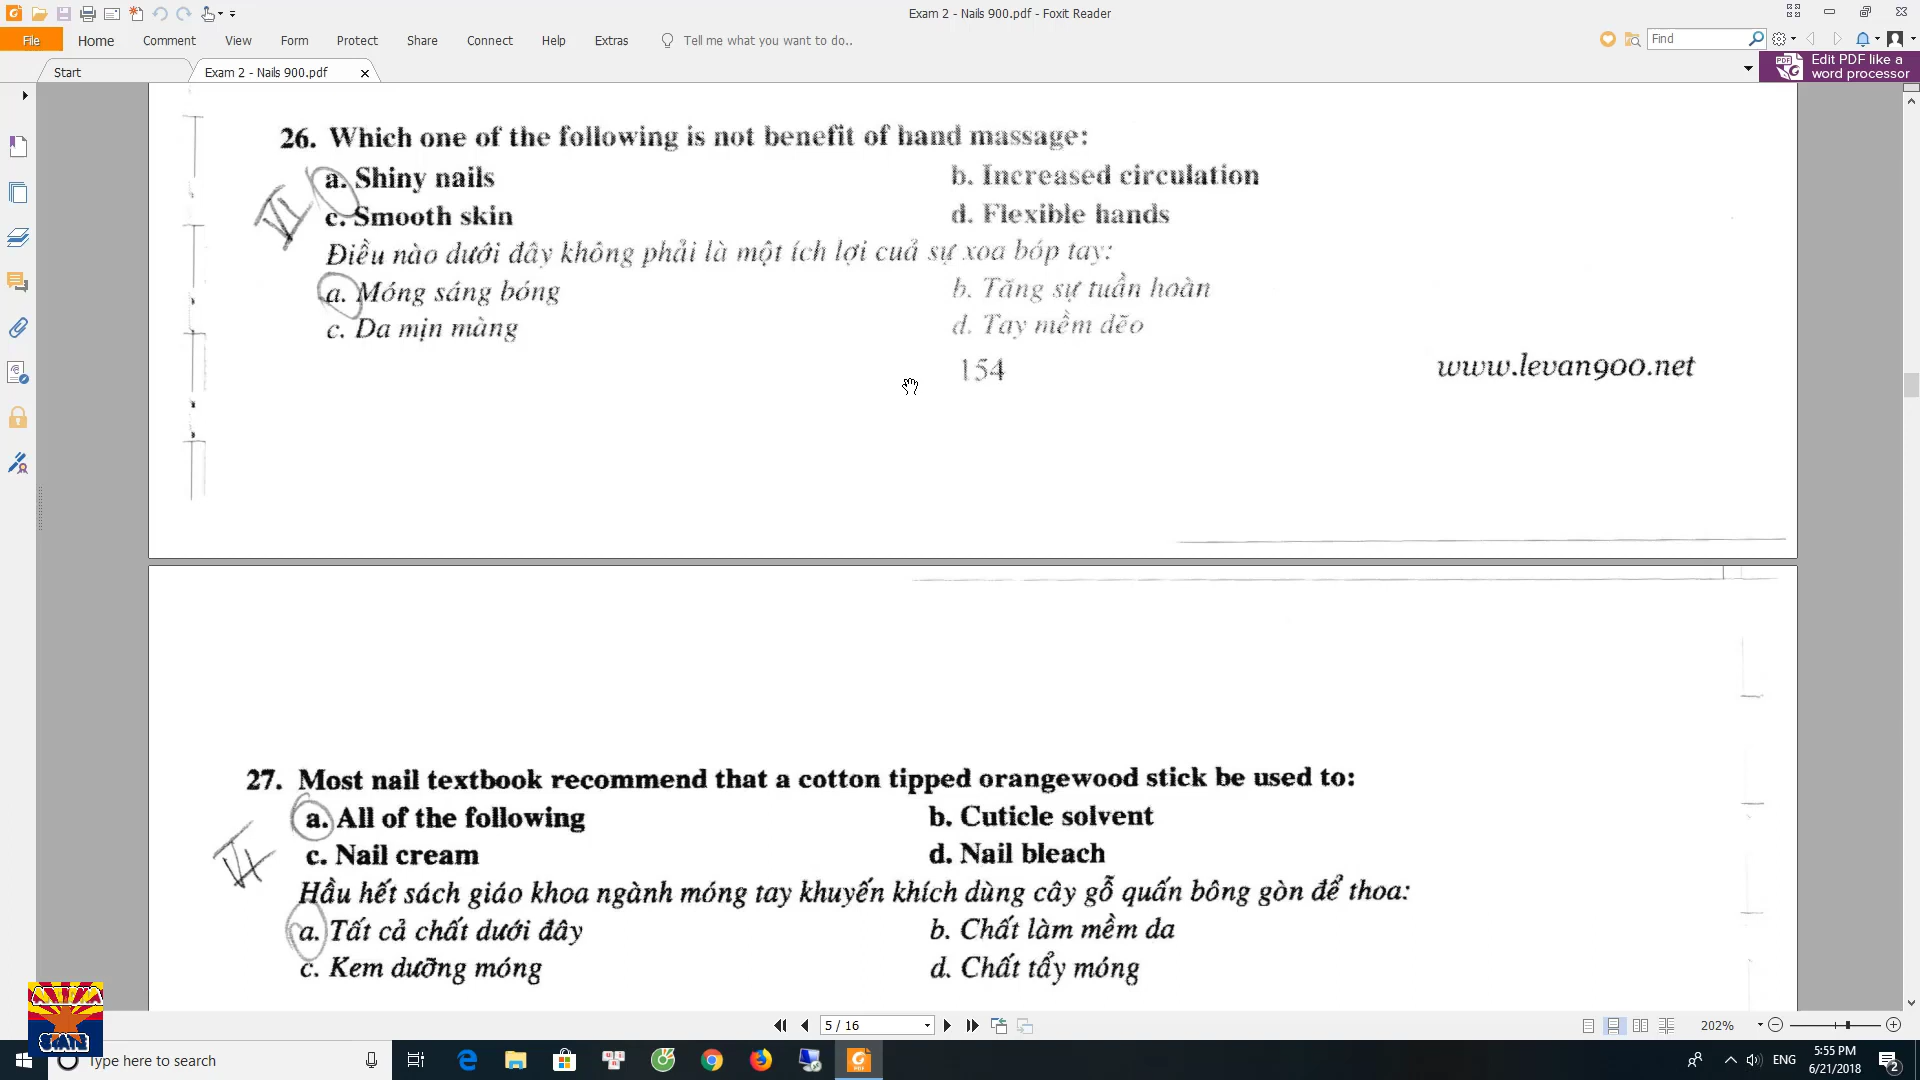 Exam 2 - Nails 900.pdf - Foxit Reader
File Home Comment View Form Protect Share Connect Help Extras Tell me what you want to do.. Find
Start Exam 2 - Nails 900.pdf Edit PDF like a
word processor
26. Which one of the following is not benefit of hand massage:
a. Shiny nails b. Increased circulation
c. Smooth skin d. Flexible hands
VI
Điều nào dưới đây không phải là một ích lợi cuả sự xoa bóp tay:
a. Móng sáng bóng b. Tăng sự tuần hoàn
c. Da mịn màng d. Tay mềm dẽo
154 www.levan900.net
27. Most nail textbook recommend that a cotton tipped orangewood stick be used to:
a. All of the following b. Cuticle solvent
c. Nail cream d. Nail bleach
VI
Hầu hết sách giáo khoa ngành móng tay khuyến khích dùng cây gỗ quấn bông gòn để thoa:
a. Tất cả chất dưới đây b. Chất làm mềm da
c. Kem dưỡng móng d. Chất tẩy móng
ARIZONA
STATE
5 / 16 202%
Type here to search ENG 5:55 PM
6/21/2018 2